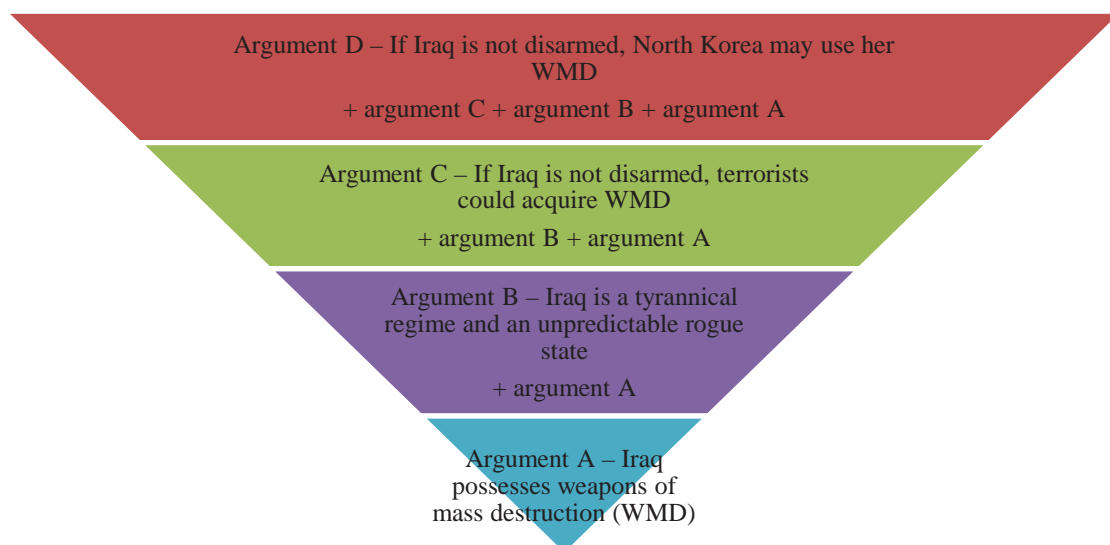 Argument D – If Iraq is not disarmed, North Korea may use her
WMD
+ argument C + argument B + argument A
Argument C – If Iraq is not disarmed, terrorists
could acquire WMD
+ argument B + argument A
Argument B – Iraq is a tyrannical
regime and an unpredictable rogue
state
+ argument A
Argument A – Iraq
possesses weapons of
mass destruction (WMD)